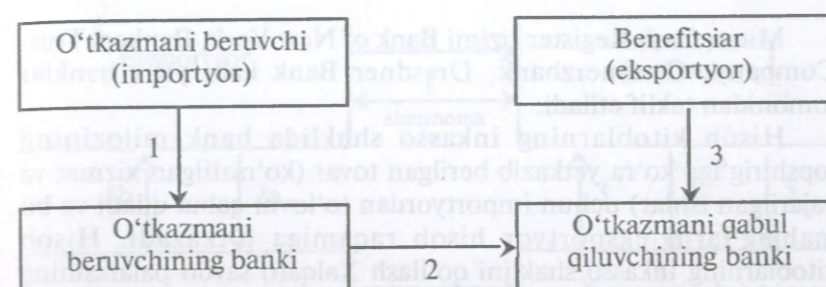 O‘tkazmani beruvchi
(importyor)
Benefitsiar
(eksportyor)
1
3
O‘tkazmani
beruvchining banki
2
O‘tkazmani qabul
qiluvchining banki